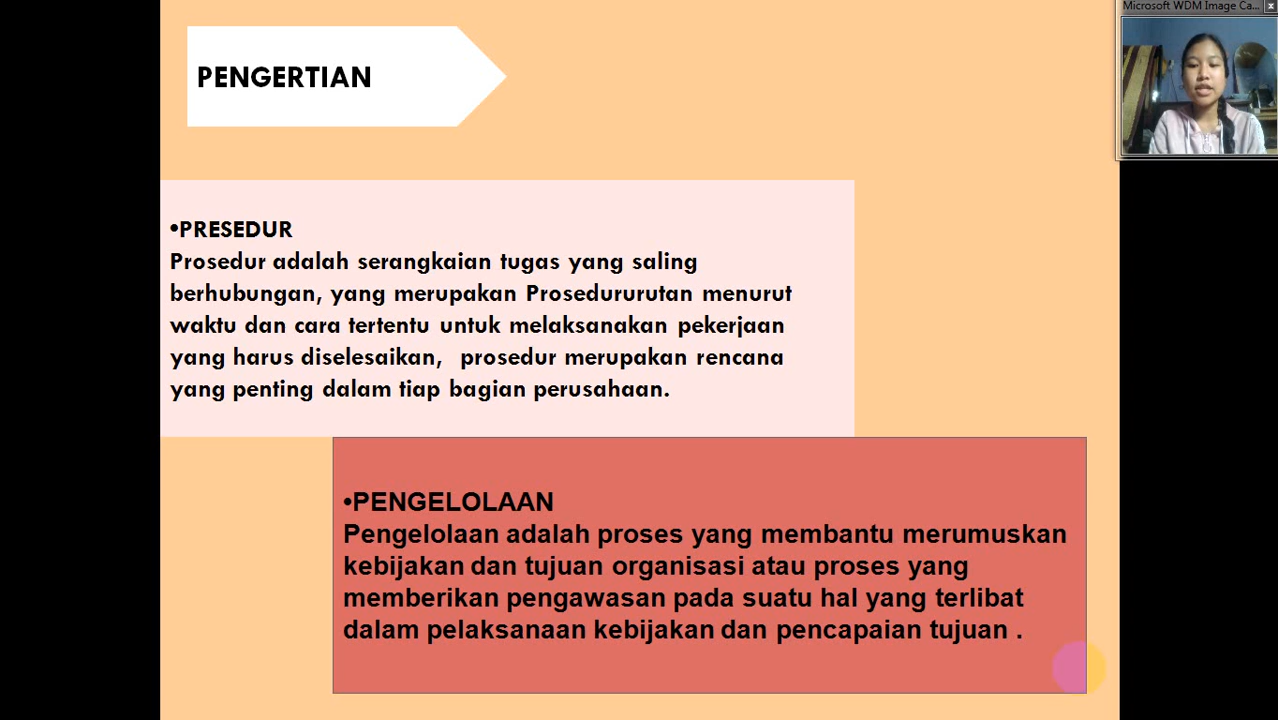 Microsoft WDM Image Ca...
PENGERTIAN
•PRESEDUR
Prosedur adalah serangkaian tugas yang saling
berhubungan, yang merupakan Prosedururutan menurut
waktu dan cara tertentu untuk melaksanakan pekerjaan
yang harus diselesaikan, prosedur merupakan rencana
yang penting dalam tiap bagian perusahaan.
•PENGELOLAAN
Pengelolaan adalah proses yang membantu merumuskan
kebijakan dan tujuan organisasi atau proses yang
memberikan pengawasan pada suatu hal yang terlibat
dalam pelaksanaan kebijakan dan pencapaian tujuan .